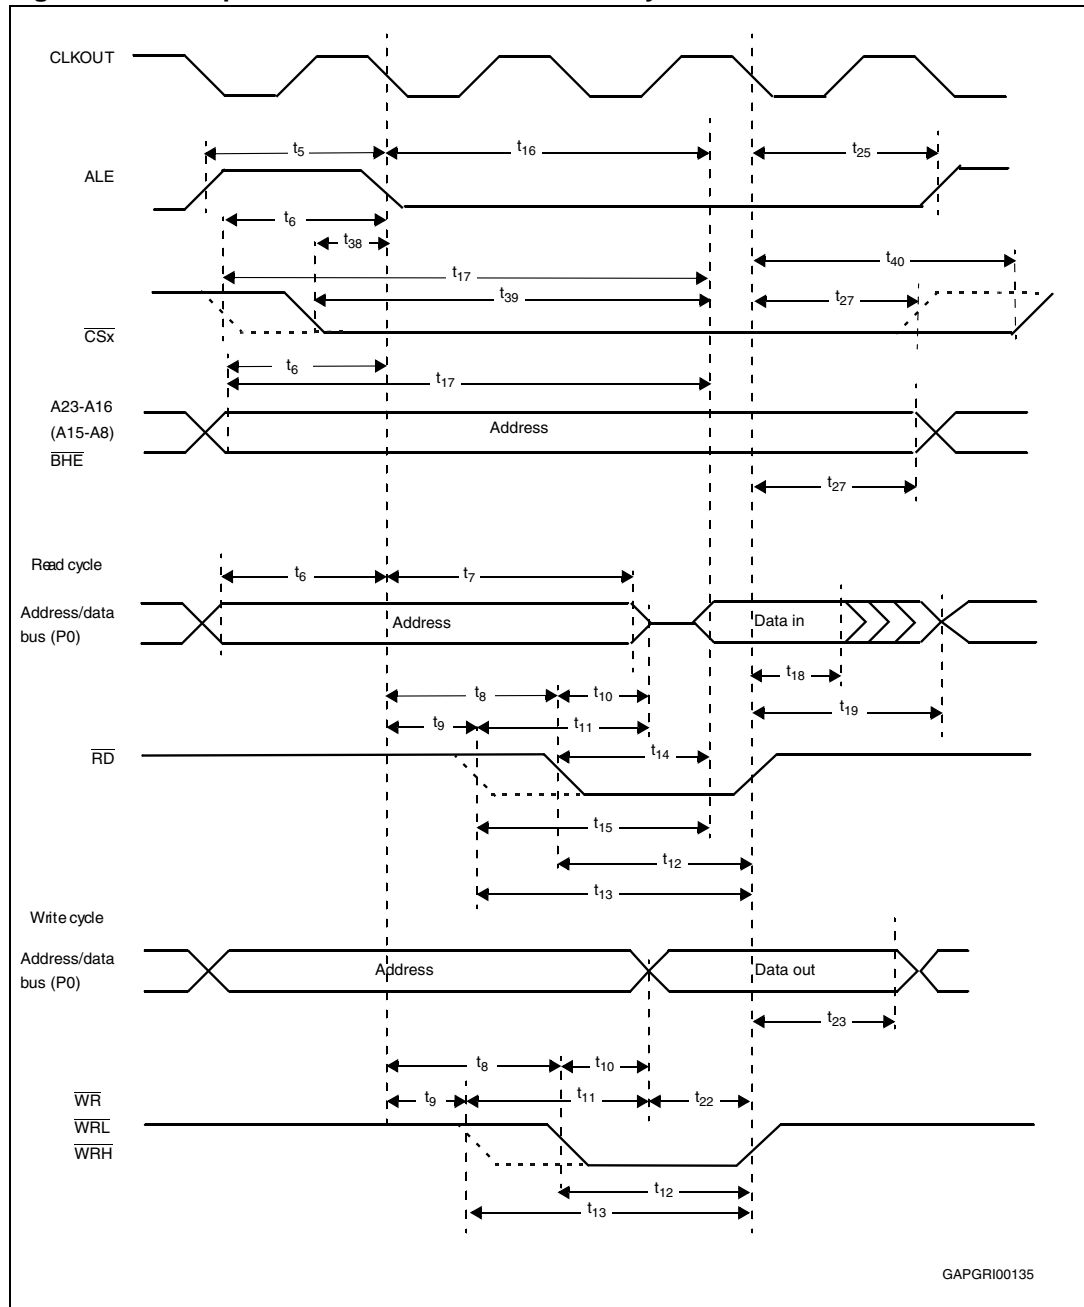 CLKOUT
t5
t16
t25
ALE
t6
t38
t40
t17
t39
t27
CSx
t6
t17
A23-A16
(A15-A8)
Address
BHE
t27
Read cycle
t6
t7
Address/data
bus (P0)
Address
Data in
t18
t8
t10
t19
t9
t11
RD
t14
t15
t12
t13
Write cycle
Address/data
bus (P0)
Address
Data out
t23
t8
t10
WR
t9
t11
t22
WRL
WRH
t12
t13
GAPGRI00135